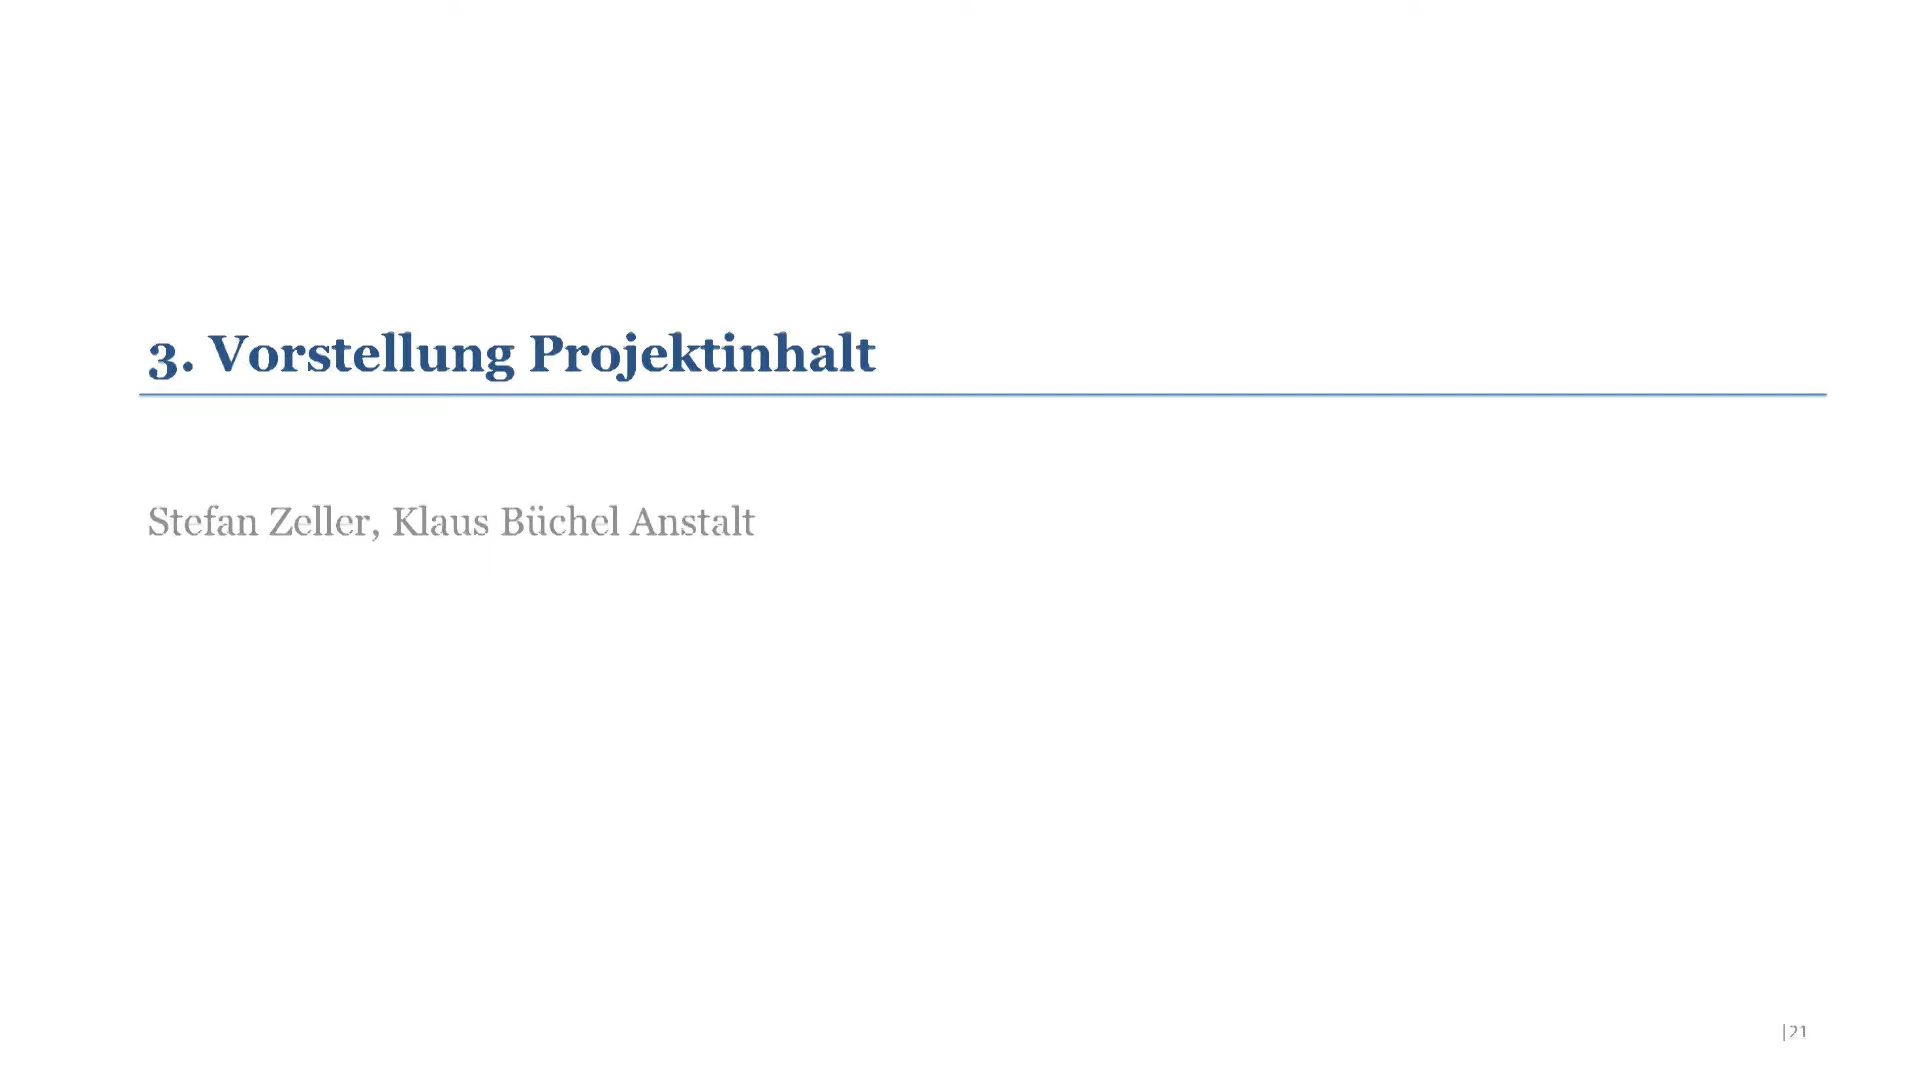 3. Vorstellung Projektinhalt
Stefan Zeller, Klaus Büchel Anstalt
|21